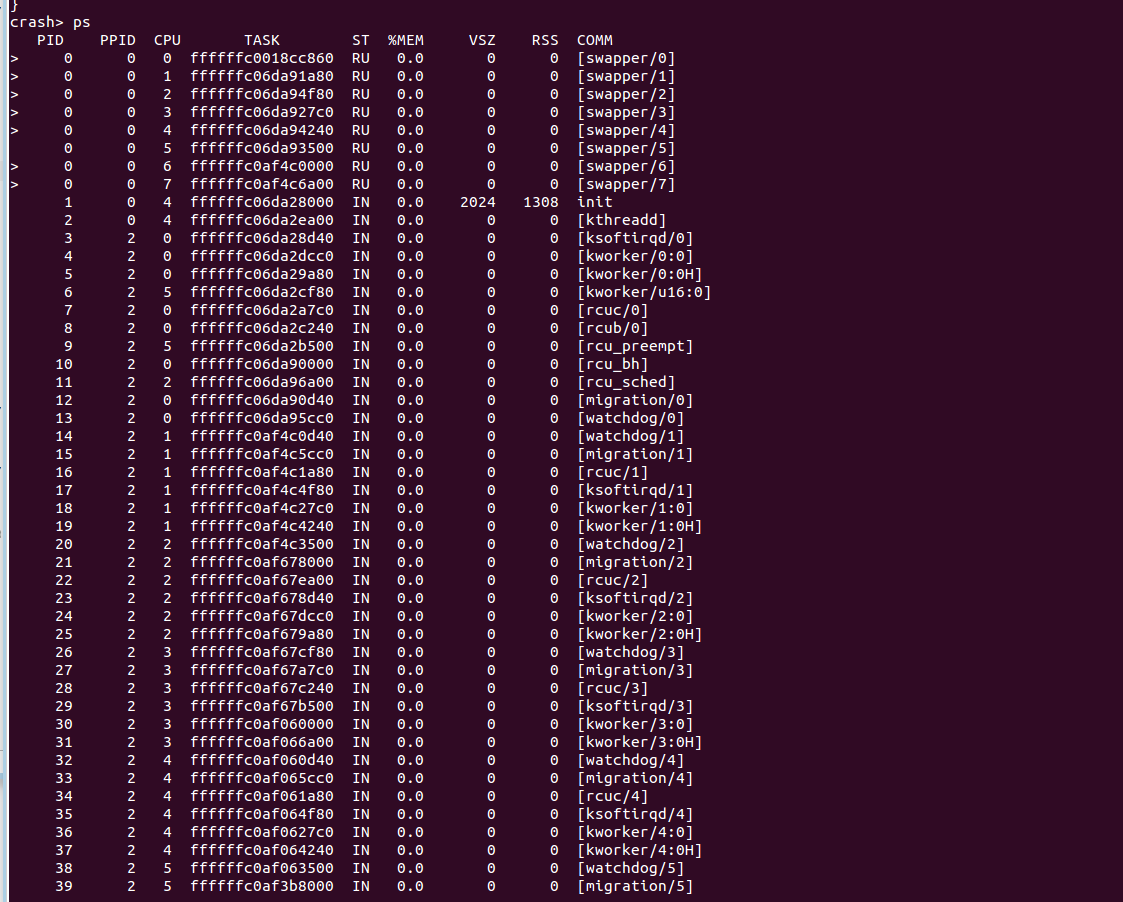 }
crash> ps
   PID    PPID  CPU       TASK        ST  %MEM     VSZ    RSS  COMM
>     0      0   0  ffffffc0018cc860  RU   0.0       0      0  [swapper/0]
>     0      0   1  ffffffc06da91a80  RU   0.0       0      0  [swapper/1]
>     0      0   2  ffffffc06da94f80  RU   0.0       0      0  [swapper/2]
>     0      0   3  ffffffc06da927c0  RU   0.0       0      0  [swapper/3]
>     0      0   4  ffffffc06da94240  RU   0.0       0      0  [swapper/4]
      0      0   5  ffffffc06da93500  RU   0.0       0      0  [swapper/5]
>     0      0   6  ffffffc0af4c0000  RU   0.0       0      0  [swapper/6]
>     0      0   7  ffffffc0af4c6a00  RU   0.0       0      0  [swapper/7]
      1      0   4  ffffffc06da28000  IN   0.0    2024   1308  init
      2      0   4  ffffffc06da2ea00  IN   0.0       0      0  [kthreadd]
      3      2   0  ffffffc06da28d40  IN   0.0       0      0  [ksoftirqd/0]
      4      2   0  ffffffc06da2dcc0  IN   0.0       0      0  [kworker/0:0]
      5      2   0  ffffffc06da29a80  IN   0.0       0      0  [kworker/0:0H]
      6      2   5  ffffffc06da2cf80  IN   0.0       0      0  [kworker/u16:0]
      7      2   0  ffffffc06da2a7c0  IN   0.0       0      0  [rcuc/0]
      8      2   0  ffffffc06da2c240  IN   0.0       0      0  [rcub/0]
      9      2   5  ffffffc06da2b500  IN   0.0       0      0  [rcu_preempt]
     10      2   0  ffffffc06da90000  IN   0.0       0      0  [rcu_bh]
     11      2   2  ffffffc06da96a00  IN   0.0       0      0  [rcu_sched]
     12      2   0  ffffffc06da90d40  IN   0.0       0      0  [migration/0]
     13      2   0  ffffffc06da95cc0  IN   0.0       0      0  [watchdog/0]
     14      2   1  ffffffc0af4c0d40  IN   0.0       0      0  [watchdog/1]
     15      2   1  ffffffc0af4c5cc0  IN   0.0       0      0  [migration/1]
     16      2   1  ffffffc0af4c1a80  IN   0.0       0      0  [rcuc/1]
     17      2   1  ffffffc0af4c4f80  IN   0.0       0      0  [ksoftirqd/1]
     18      2   1  ffffffc0af4c27c0  IN   0.0       0      0  [kworker/1:0]
     19      2   1  ffffffc0af4c4240  IN   0.0       0      0  [kworker/1:0H]
     20      2   2  ffffffc0af4c3500  IN   0.0       0      0  [watchdog/2]
     21      2   2  ffffffc0af678000  IN   0.0       0      0  [migration/2]
     22      2   2  ffffffc0af67ea00  IN   0.0       0      0  [rcuc/2]
     23      2   2  ffffffc0af678d40  IN   0.0       0      0  [ksoftirqd/2]
     24      2   2  ffffffc0af67dcc0  IN   0.0       0      0  [kworker/2:0]
     25      2   2  ffffffc0af679a80  IN   0.0       0      0  [kworker/2:0H]
     26      2   3  ffffffc0af67cf80  IN   0.0       0      0  [watchdog/3]
     27      2   3  ffffffc0af67a7c0  IN   0.0       0      0  [migration/3]
     28      2   3  ffffffc0af67c240  IN   0.0       0      0  [rcuc/3]
     29      2   3  ffffffc0af67b500  IN   0.0       0      0  [ksoftirqd/3]
     30      2   3  ffffffc0af060000  IN   0.0       0      0  [kworker/3:0]
     31      2   3  ffffffc0af066a00  IN   0.0       0      0  [kworker/3:0H]
     32      2   4  ffffffc0af060d40  IN   0.0       0      0  [watchdog/4]
     33      2   4  ffffffc0af065cc0  IN   0.0       0      0  [migration/4]
     34      2   4  ffffffc0af061a80  IN   0.0       0      0  [rcuc/4]
     35      2   4  ffffffc0af064f80  IN   0.0       0      0  [ksoftirqd/4]
     36      2   4  ffffffc0af0627c0  IN   0.0       0      0  [kworker/4:0]
     37      2   4  ffffffc0af064240  IN   0.0       0      0  [kworker/4:0H]
     38      2   5  ffffffc0af063500  IN   0.0       0      0  [watchdog/5]
     39      2   5  ffffffc0af3b8000  IN   0.0       0      0  [migration/5]